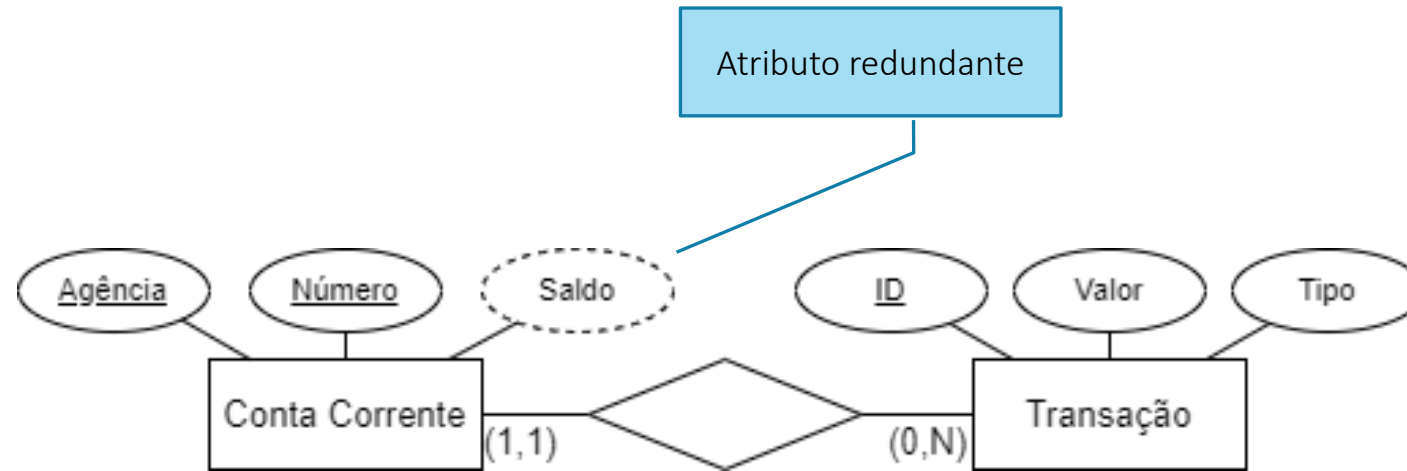 Atributo redundante
Agência
Número
Saldo
ID
Valor
Tipo
Conta Corrente
(1,1)
(0,N)
Transação